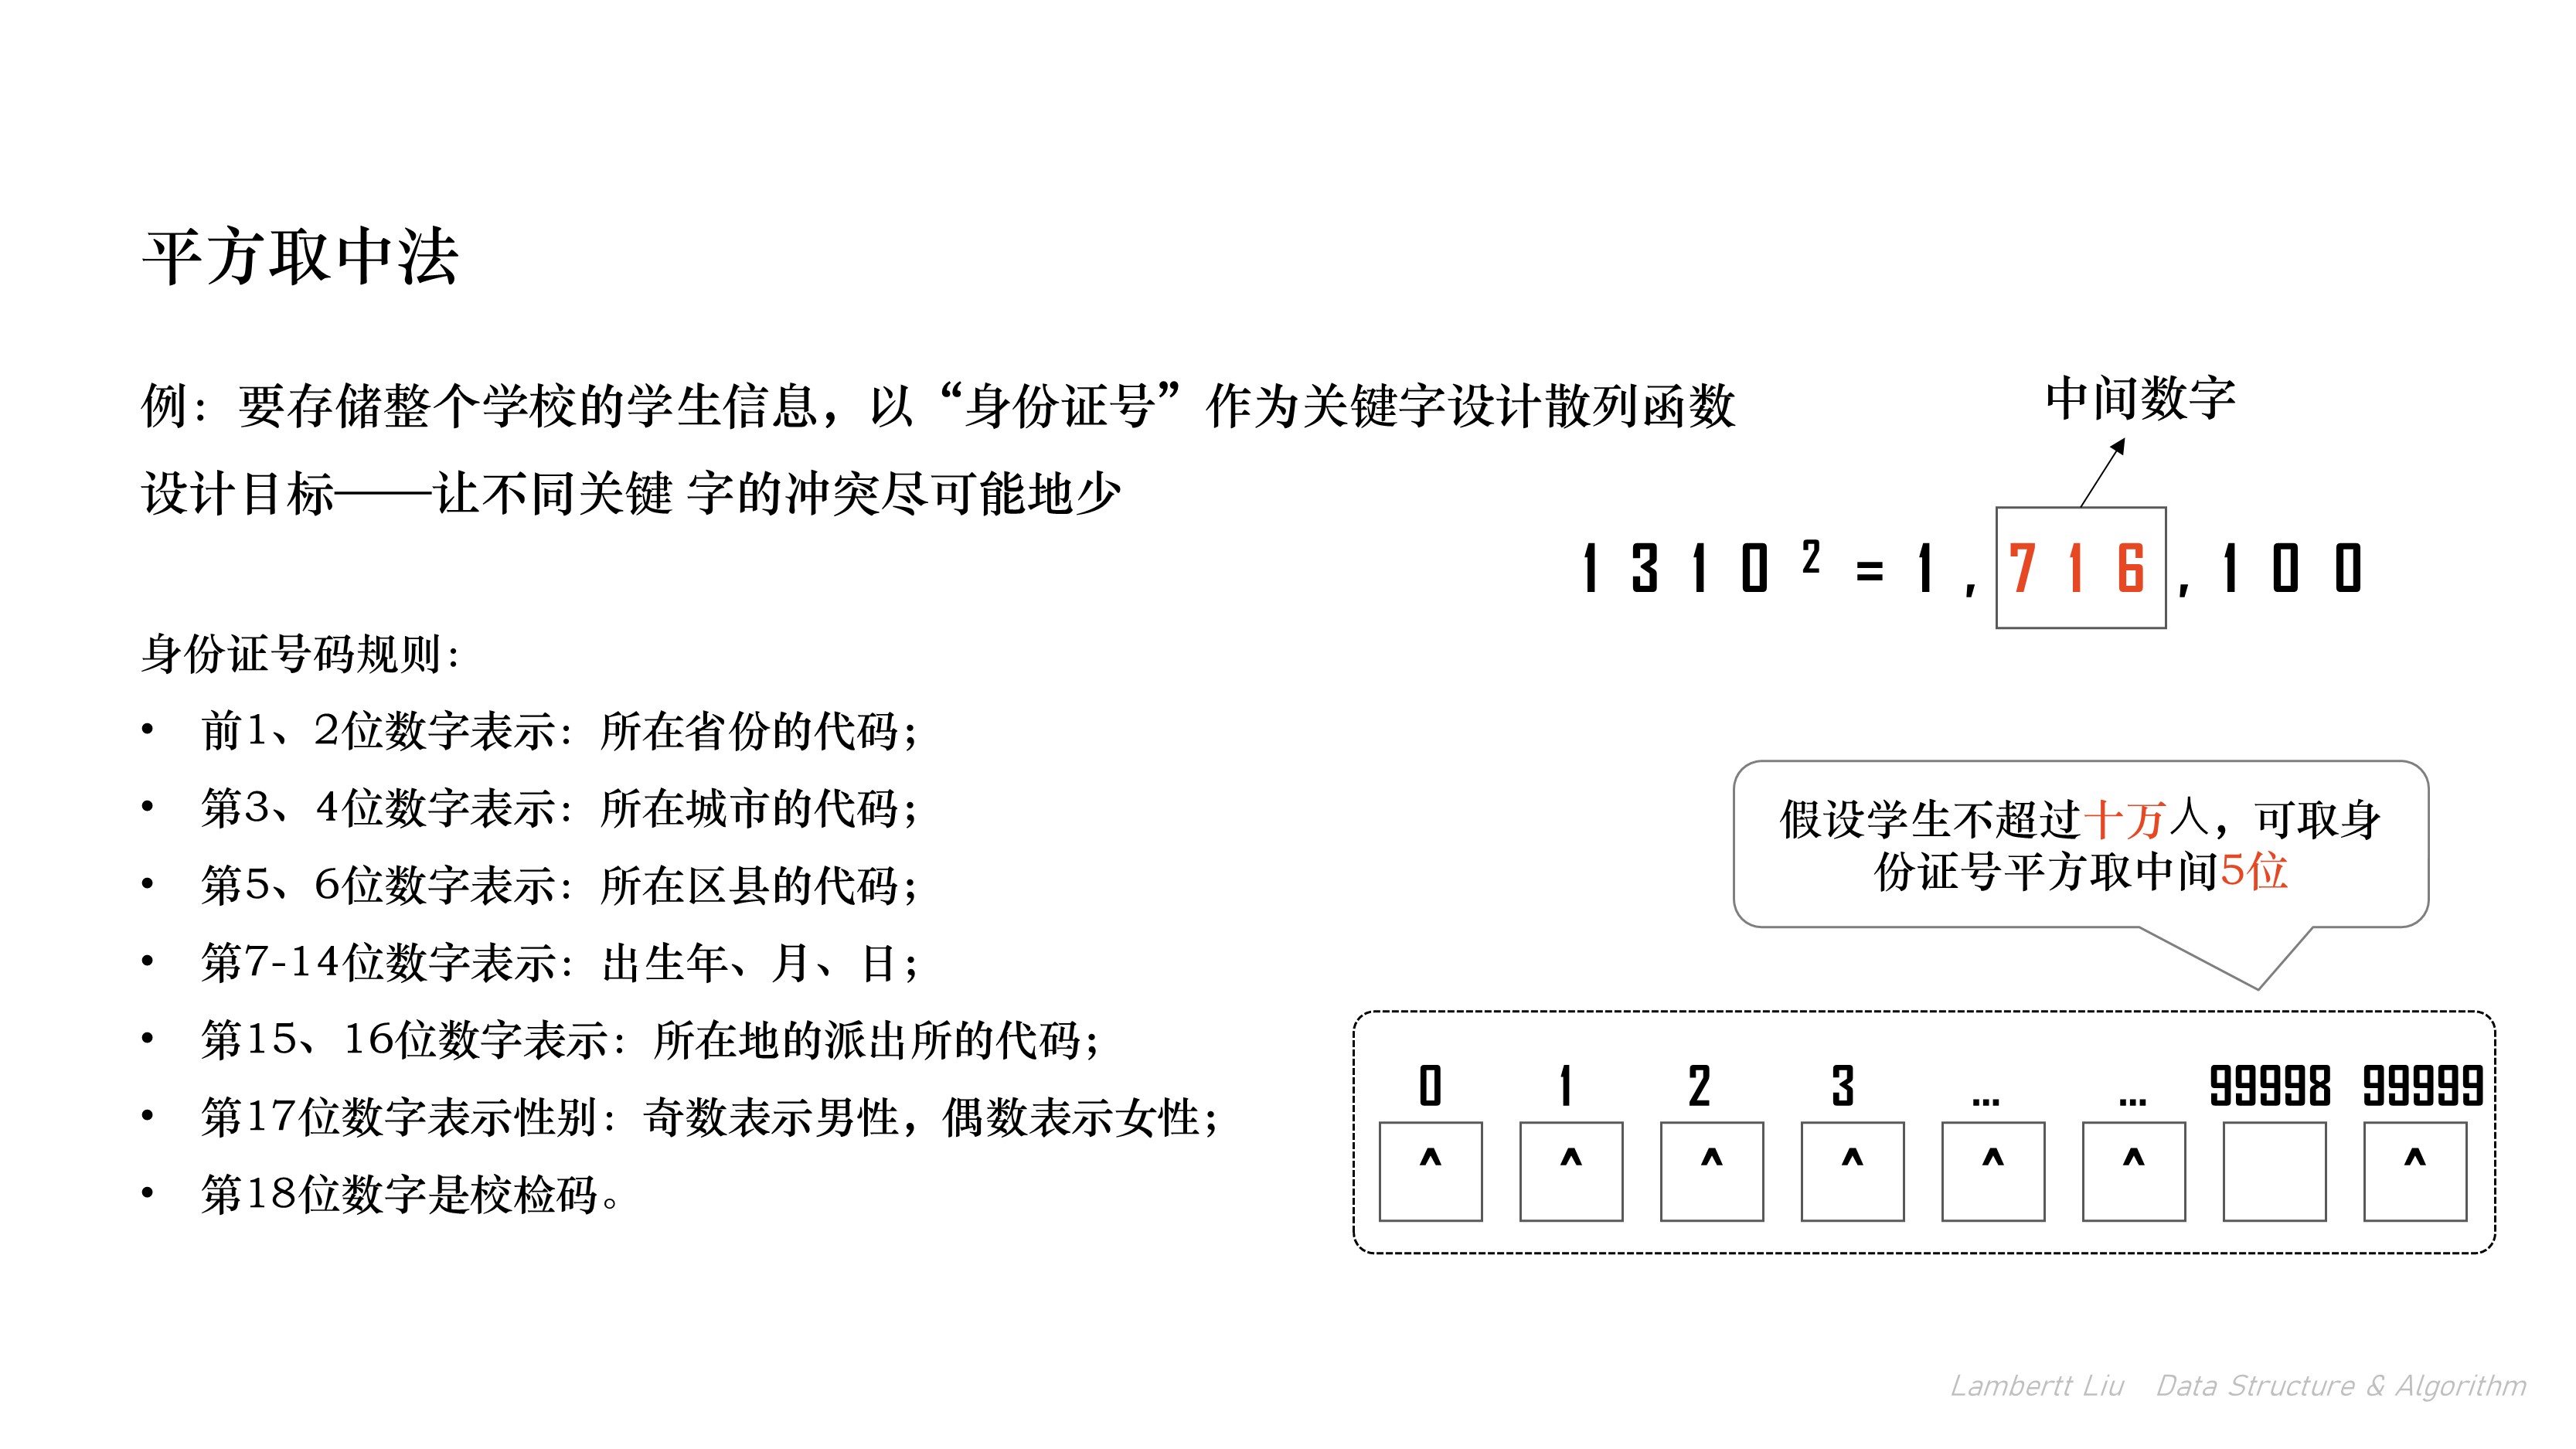 平方取中法
例：要存储整个学校的学生信息，以“身份证号”作为关键字设计散列函数
设计目标——让不同关键 字的冲突尽可能地少
中间数字
1 3 1 0 ² = 1 , 7 1 6 , 1 0 0
身份证号码规则：
• 前1、2位数字表示：所在省份的代码；
• 第3、4位数字表示：所在城市的代码；
• 第5、6位数字表示：所在区县的代码；
• 第7-14位数字表示：出生年、月、日；
• 第15、16位数字表示：所在地的派出所的代码；
• 第17位数字表示性别：奇数表示男性，偶数表示女性；
• 第18位数字是校检码。
假设学生不超过十万人，可取身
份证号平方取中间5位
0 1 2 3 ... ... 99998 99999
^ ^ ^ ^ ^ ^ ^
Lambertt Liu Data Structure & Algorithm